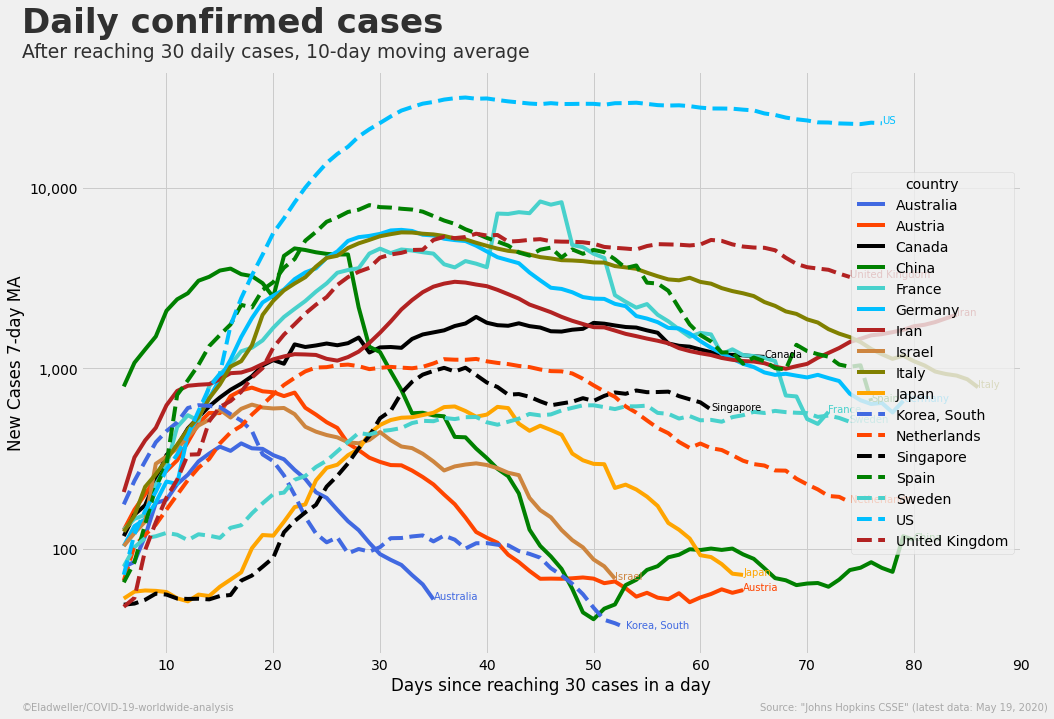 Daily confirmed cases
After reaching 30 daily cases, 10-day moving average
New Cases 7-day MA
10,000
1,000
100
10
20
30
40
50
60
70
80
90
Days since reaching 30 cases in a day
US
United Kingdom
Iran
Canada
Italy
Singapore
France
Israel
Japan
Austria
Australia
Korea, South
country
Australia
Austria
Canada
China
France
Germany
Iran
Israel
Italy
Japan
Korea, South
Netherlands
Singapore
Spain
Sweden
US
United Kingdom
©Eladweller/COVID-19-worldwide-analysis
Source: "Johns Hopkins CSSE" (latest data: May 19, 2020)